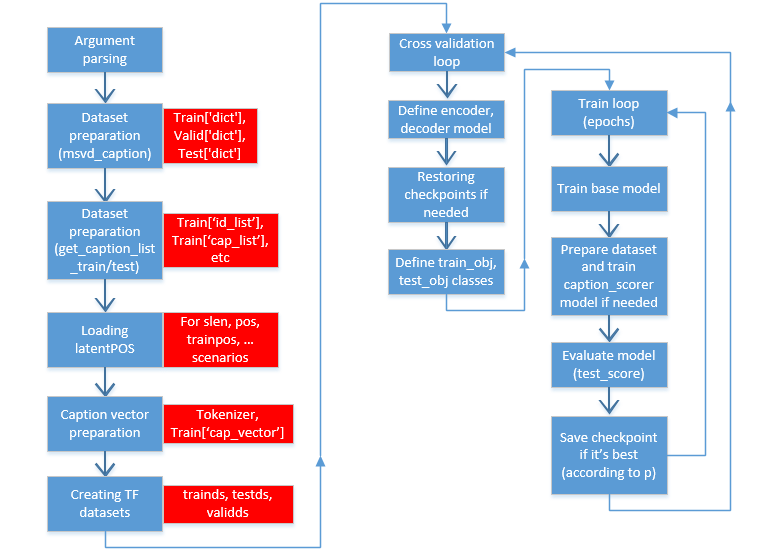 Argument
parsing
Dataset
preparation
(msvd_caption)
Train['dict'],
Valid['dict'],
Test['dict']
Dataset
preparation
(get_caption_list
_train/test)
Train['id_list'],
Train['cap_list'],
etc
Loading
latentPOS
For slen, pos,
trainpos, ...
scenarios
Caption vector
preparation
Tokenizer,
Train['cap_vector']
Creating TF
datasets
trainds, testds,
validds
Cross validation
loop
Define encoder,
decoder model
Restoring
checkpoints if
needed
Define train_obj,
test_obj classes
Train loop
(epochs)
Train base model
Prepare dataset
and train
caption_scorer
model if needed
Evaluate model
(test_score)
Save checkpoint
if it's best
(according to p)